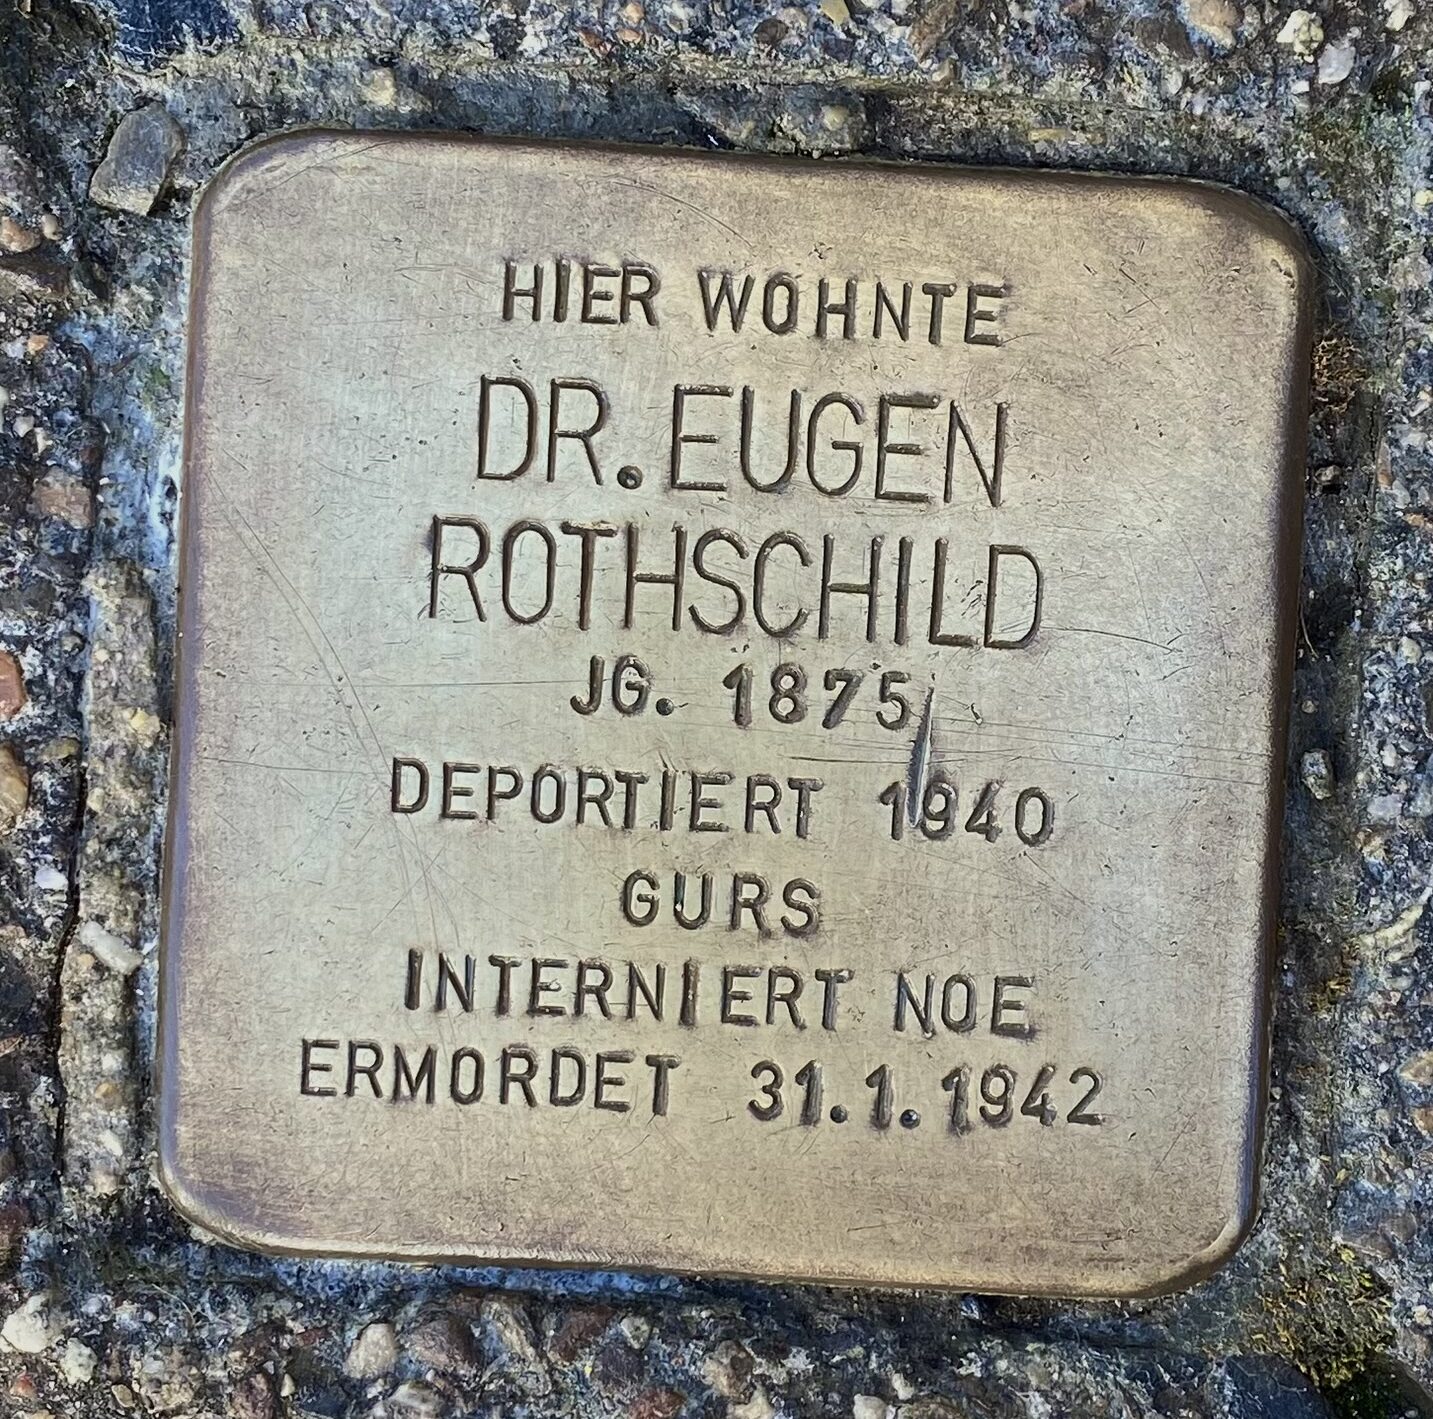 HIER WOHNTE
DR. EUGEN
ROTHSCHILD
JG. 1875
DEPORTIERT 1940
GURS
INTERNIERT NOE
ERMORDET 31.1.1942